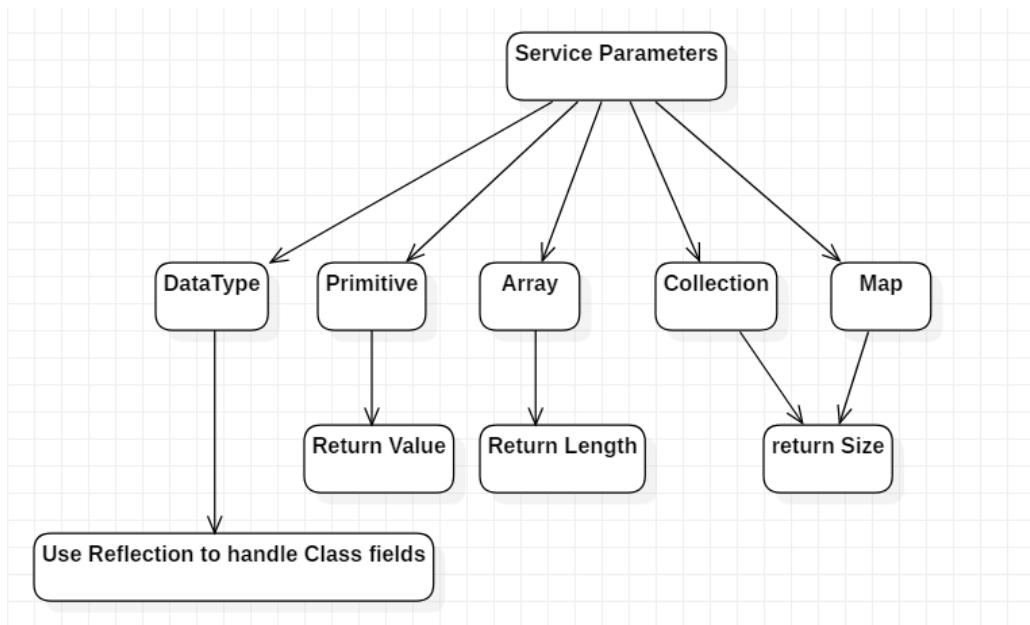 Service Parameters
DataType
Primitive
Array
Collection
Map
Return Value
Return Length
return Size
Use Reflection to handle Class fields